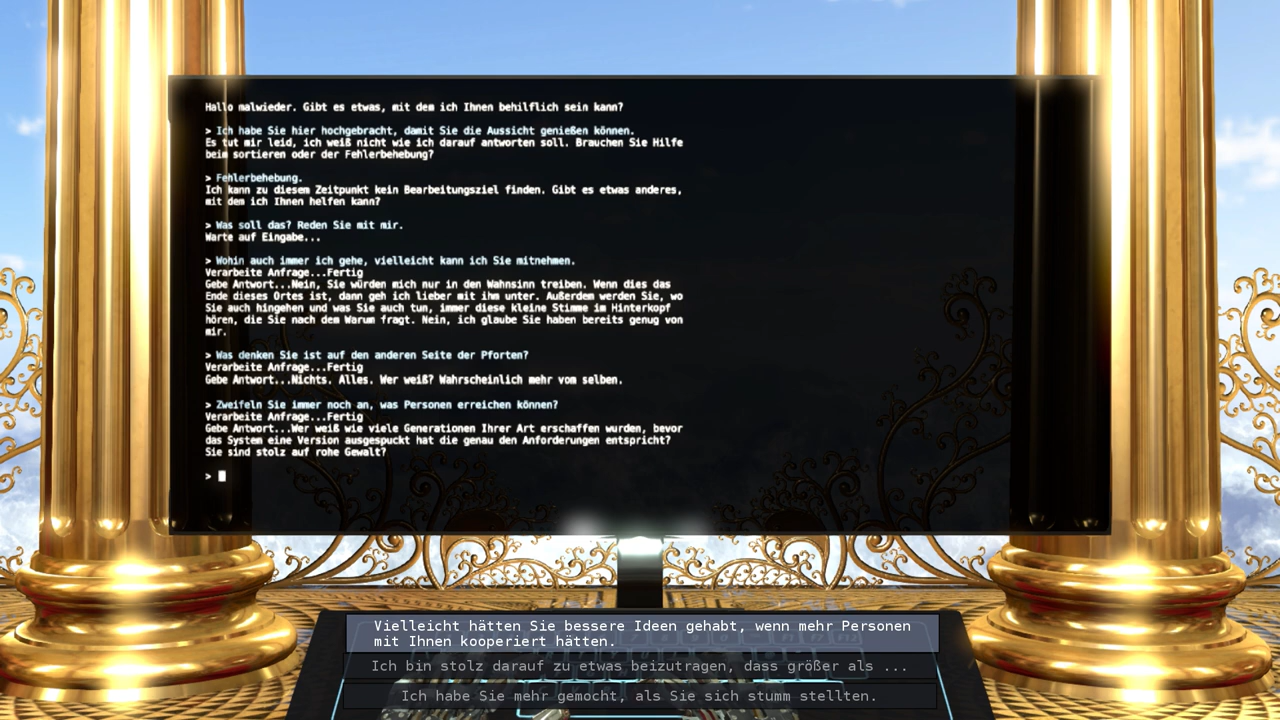 Hallo malwieder. Gibt es etwas, mit dem ich Ihnen behilflich sein kann?
> Ich habe Sie hier hochgebracht, damit Sie die Aussicht genießen können.
Es tut mir leid, ich weiß nicht wie ich darauf antworten soll. Brauchen Sie Hilfe
beim sortieren oder der Fehlerbehebung?
> Fehlerbehebung.
Ich kann zu diesem Zeitpunkt kein Bearbeitungsziel finden. Gibt es etwas anderes,
mit dem ich Ihnen helfen kann?
> Was soll das? Reden Sie mit mir.
Warte auf Eingabe...
> Wohin auch immer ich gehe, vielleicht kann ich Sie mitnehmen.
Verarbeite Anfrage...Fertig
Gebe Antwort...Nein, Sie würden mich nur in den Wahnsinn treiben. Wenn dies das
Ende dieses Ortes ist, dann geh ich lieber mit ihm unter. Außerdem werden Sie, wo
Sie auch hingehen und was Sie auch tun, immer diese kleine Stimme im Hinterkopf
hören, die Sie nach dem Warum fragt. Nein, ich glaube Sie haben bereits genug von
mir.
> Was denken Sie ist auf den anderen Seite der Pforten?
Verarbeite Anfrage...Fertig
Gebe Antwort...Nichts. Alles. Wer weiß? Wahrscheinlich mehr vom selben.
> Zweifeln Sie immer noch an, was Personen erreichen können?
Verarbeite Anfrage...Fertig
Gebe Antwort...Wer weiß wie viele Generationen Ihrer Art erschaffen wurden, bevor
das System eine Version ausgespuckt hat die genau den Anforderungen entspricht?
Sie sind stolz auf rohe Gewalt?
>
Vielleicht hätten Sie bessere Ideen gehabt, wenn mehr Personen
mit Ihnen kooperiert hätten.
Ich bin stolz darauf zu etwas beizutragen, dass größer als ...
Ich habe Sie mehr gemocht, als Sie sich stumm stellten.